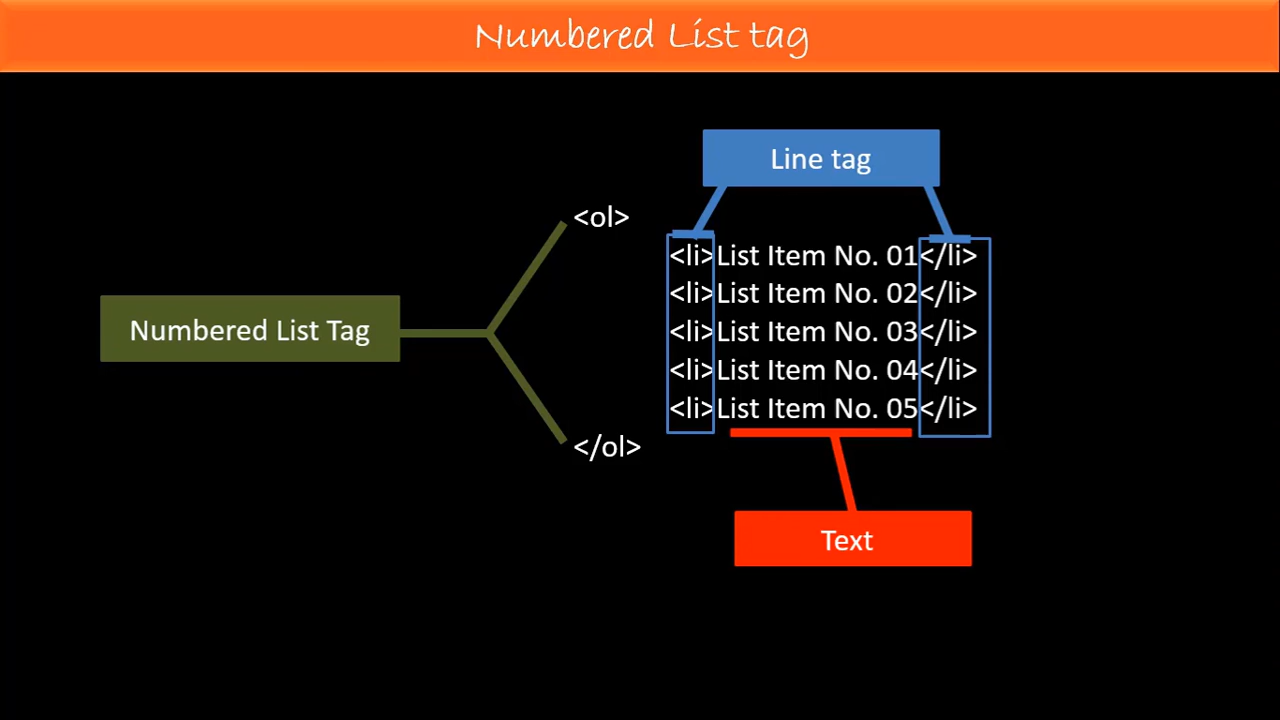 Numbered List tag
Line tag
<ol>
<li>List Item No. 01</li>
<li>List Item No. 02</li>
<li>List Item No. 03</li>
<li>List Item No. 04</li>
<li>List Item No. 05</li>
</ol>
Numbered List Tag
Text